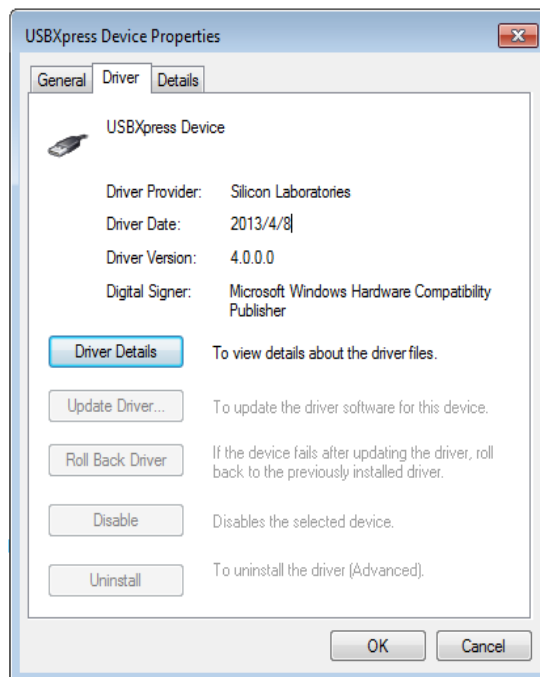 USBXpress Device Properties
General Driver Details
USBXpress Device
Driver Provider: Silicon Laboratories
Driver Date: 2013/4/8
Driver Version: 4.0.0.0
Digital Signer: Microsoft Windows Hardware Compatibility
Publisher
Driver Details To view details about the driver files.
Update Driver... To update the driver software for this device.
Roll Back Driver If the device fails after updating the driver, roll
back to the previously installed driver.
Disable Disables the selected device.
Uninstall To uninstall the driver (Advanced).
OK Cancel